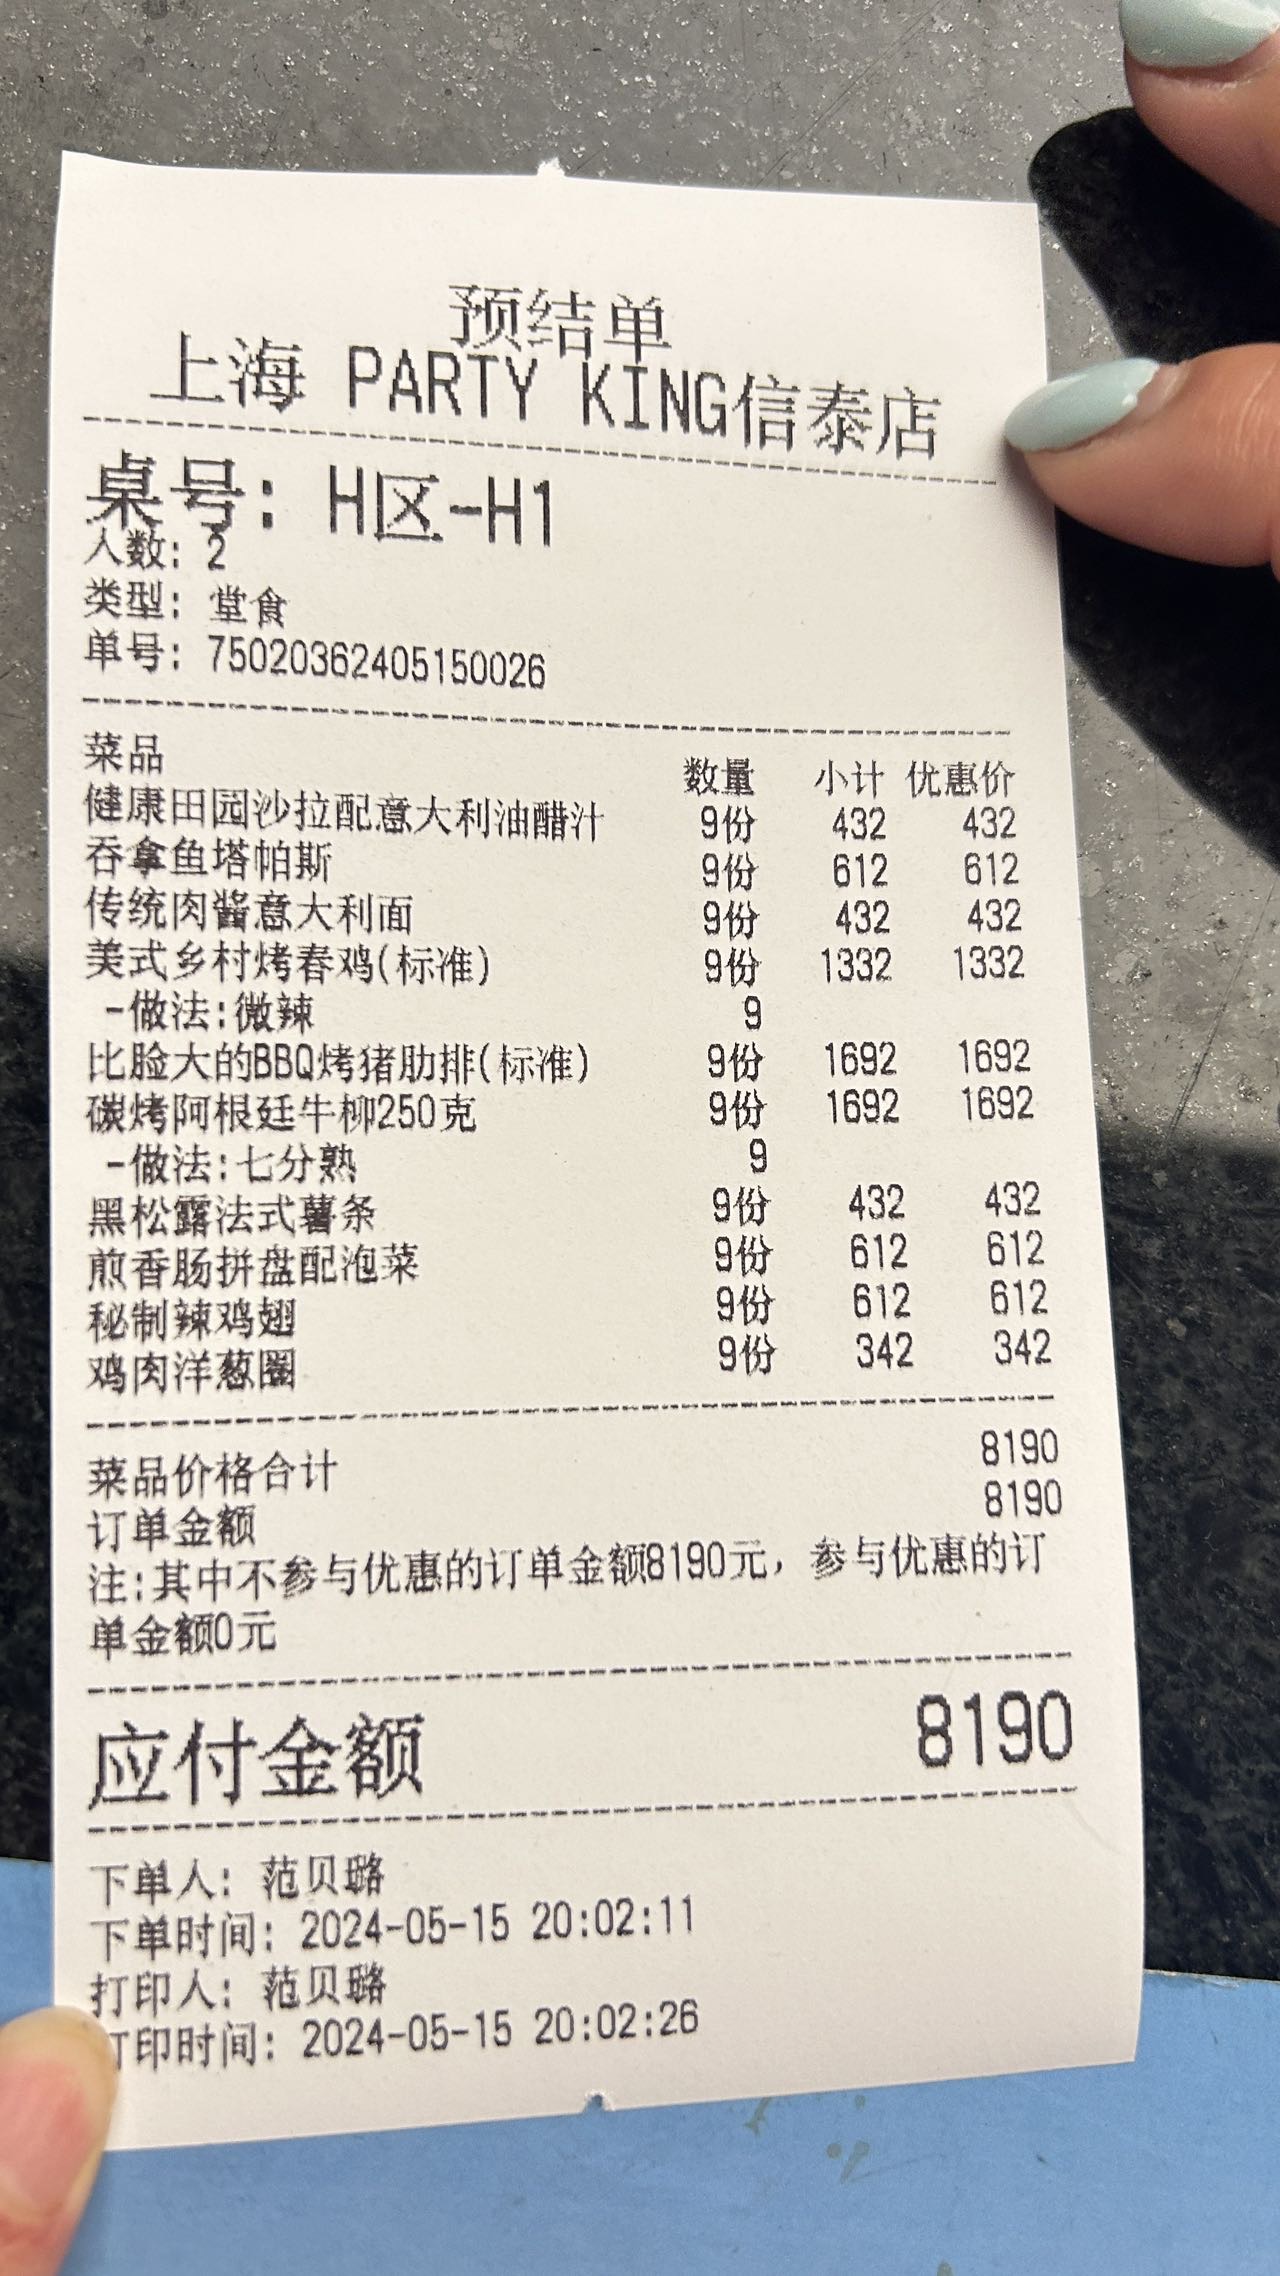 预结单
上海 PARTY KING信泰店
桌号: H区-H1
人数: 2
类型: 堂食
单号: 75020362405150026
菜品 数量 小计 优惠价
健康田园沙拉配意大利油醋汁 9份 432 432
吞拿鱼塔帕斯 9份 612 612
传统肉酱意大利面 9份 432 432
美式乡村烤春鸡(标准) 9份 1332 1332
-做法:微辣 9
比脸大的BBQ烤猪肋排(标准) 9份 1692 1692
碳烤阿根廷牛柳250克 9份 1692 1692
-做法:七分熟 9
黑松露法式薯条 9份 432 432
煎香肠拼盘配泡菜 9份 612 612
秘制辣鸡翅 9份 612 612
鸡肉洋葱圈 9份 342 342
菜品价格合计 8190
订单金额 8190
注:其中不参与优惠的订单金额8190元, 参与优惠的订
单金额0元
应付金额 8190
下单人: 范贝璐
下单时间: 2024-05-15 20:02:11
打印人: 范贝璐
打印时间: 2024-05-15 20:02:26